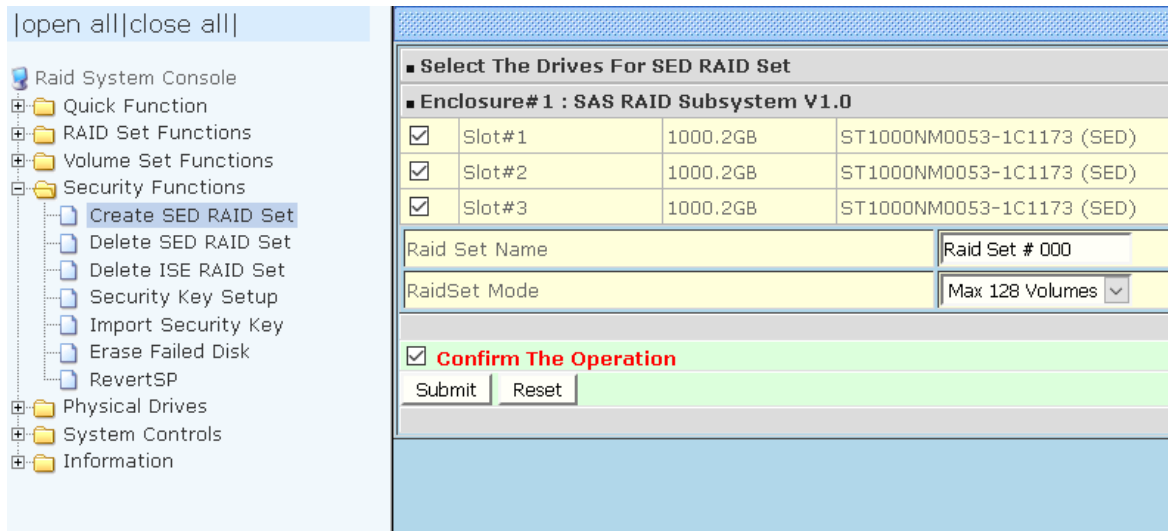 |open all|close all|
Raid System Console
Quick Function
RAID Set Functions
Volume Set Functions
Security Functions
Create SED RAID Set
Delete SED RAID Set
Delete ISE RAID Set
Security Key Setup
Import Security Key
Erase Failed Disk
RevertSP
Physical Drives
System Controls
Information
Select The Drives For SED RAID Set
Enclosure#1 : SAS RAID Subsystem V1.0
Slot#1 1000.2GB ST1000NM0053-1C1173 (SED)
Slot#2 1000.2GB ST1000NM0053-1C1173 (SED)
Slot#3 1000.2GB ST1000NM0053-1C1173 (SED)
Raid Set Name Raid Set # 000
RaidSet Mode Max 128 Volumes
Confirm The Operation
Submit Reset